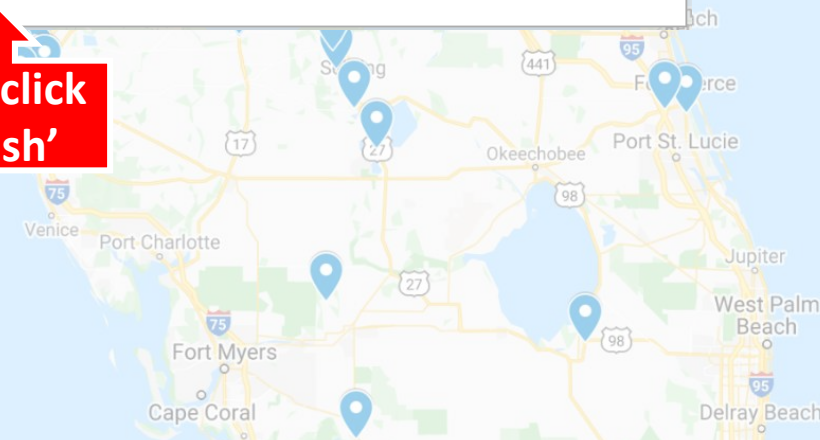 95
441
click
sh’
17
27
Okeechobee
Port St. Lucie
75
98
Venice
Port Charlotte
Jupiter
27
West Palm
Beach
75
98
Fort Myers
95
Cape Coral
Delray Beach